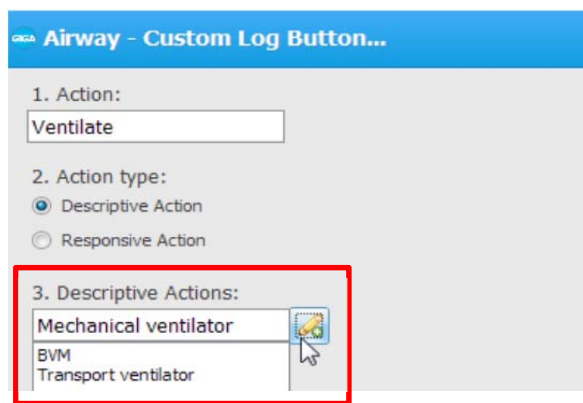 GIGA Airway - Custom Log Button...
1. Action:
Ventilate
2. Action type:
Descriptive Action
Responsive Action
3. Descriptive Actions:
Mechanical ventilator
BVM
Transport ventilator